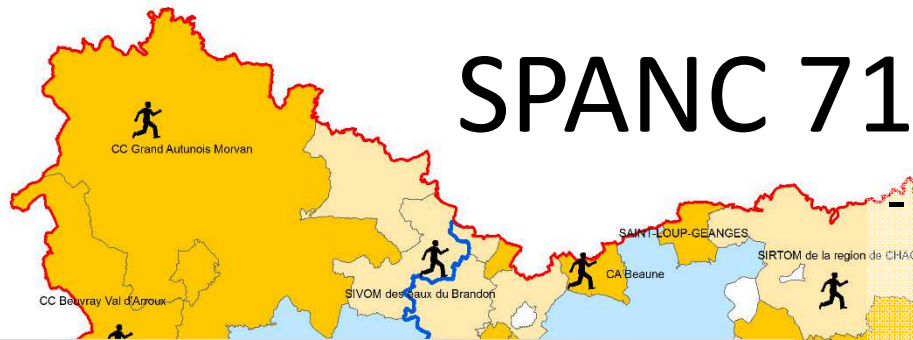 SPANC 71
CC Grand Autunois Morvan
SAINT-LOUP-GEANGES
SIRTOM de la region de CHAG
CA Beaune
CC Beuvray Val d'Arroux
SIVOM des eaux du Brandon